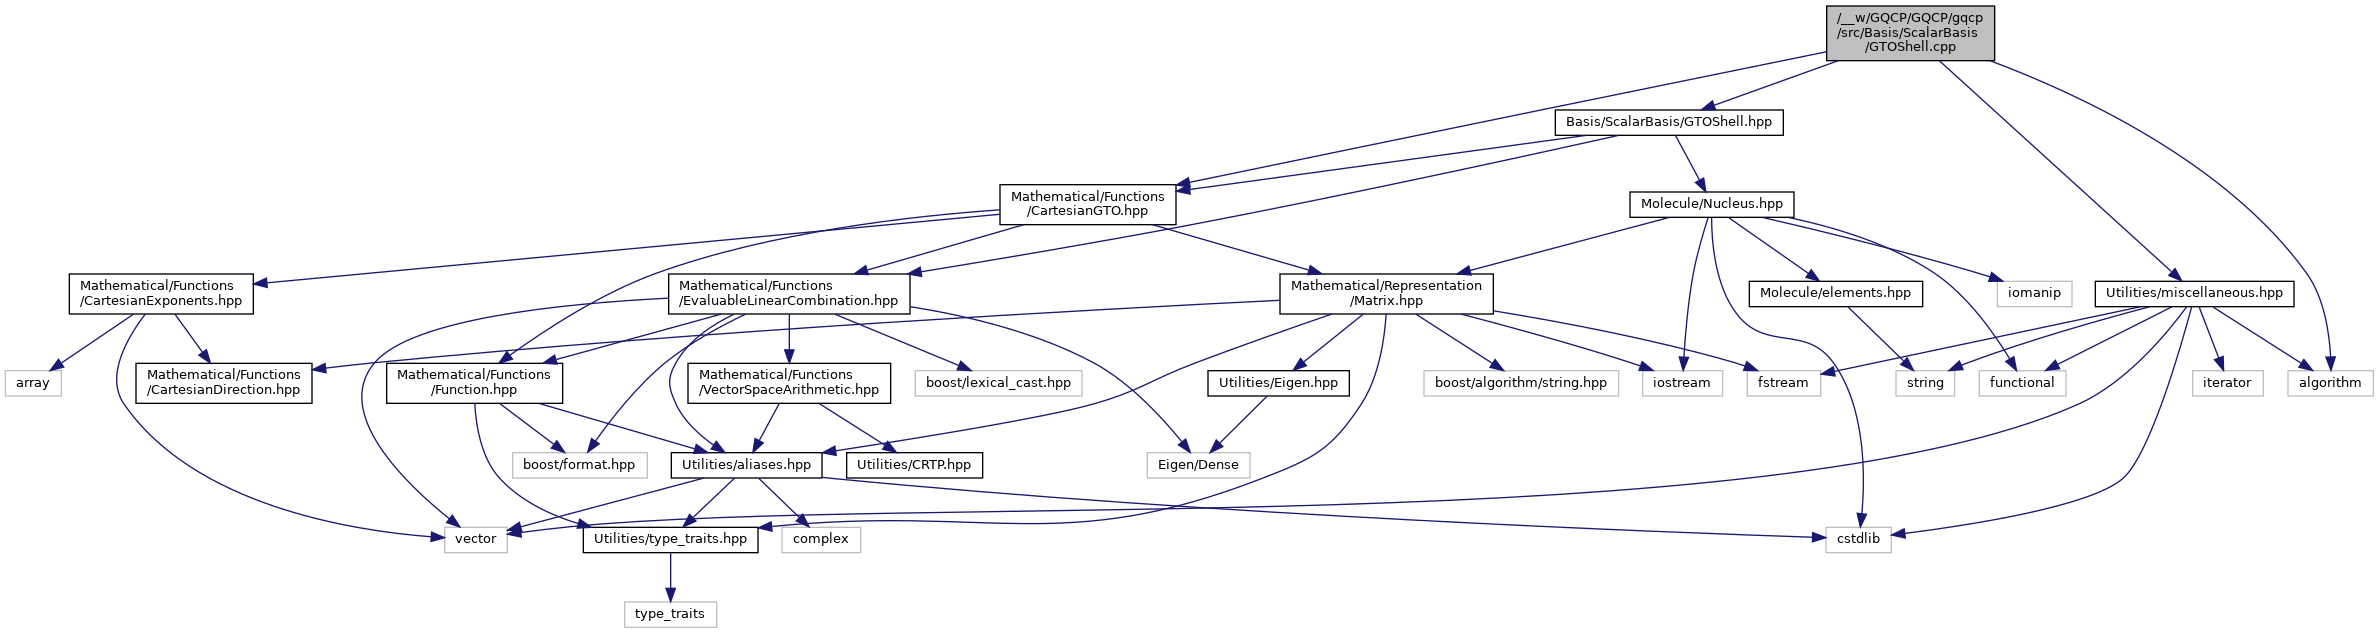 /__w/GQCP/GQCP/gqcp
/src/Basis/ScalarBasis
/GTOShell.cpp
Basis/ScalarBasis/GTOShell.hpp
Mathematical/Functions
/CartesianGTO.hpp
Molecule/Nucleus.hpp
Mathematical/Functions
/CartesianExponents.hpp
Mathematical/Functions
/EvaluableLinearCombination.hpp
Mathematical/Representation
/Matrix.hpp
Molecule/elements.hpp
iomanip
Utilities/miscellaneous.hpp
array
Mathematical/Functions
/CartesianDirection.hpp
Mathematical/Functions
/Function.hpp
Mathematical/Functions
/VectorSpaceArithmetic.hpp
boost/lexical_cast.hpp
Utilities/Eigen.hpp
boost/algorithm/string.hpp
iostream
fstream
string
functional
iterator
algorithm
boost/format.hpp
Utilities/aliases.hpp
Utilities/CRTP.hpp
Eigen/Dense
vector
Utilities/type_traits.hpp
complex
cstdlib
type_traits